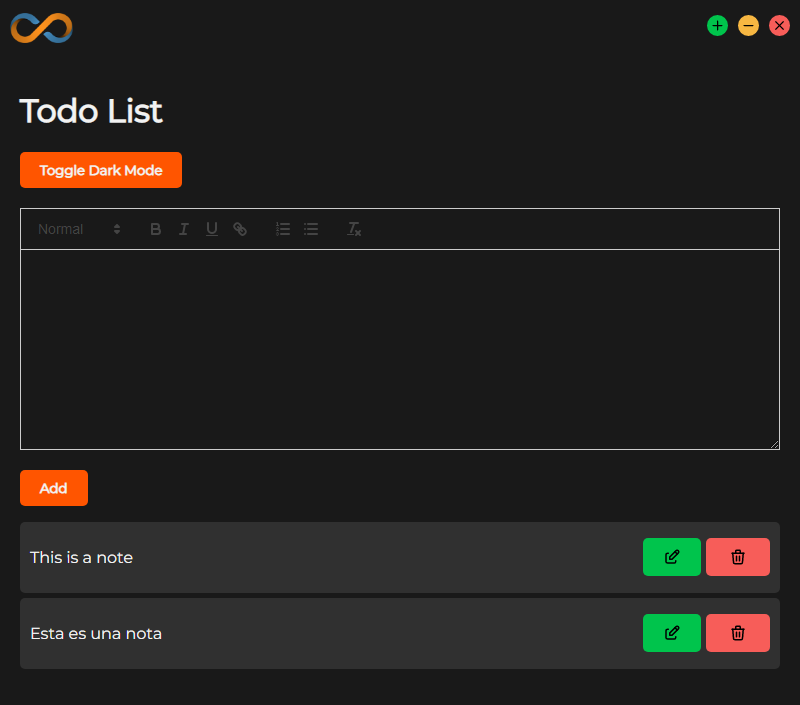 Todo List
Toggle Dark Mode
Normal
Add
This is a note
Esta es una nota